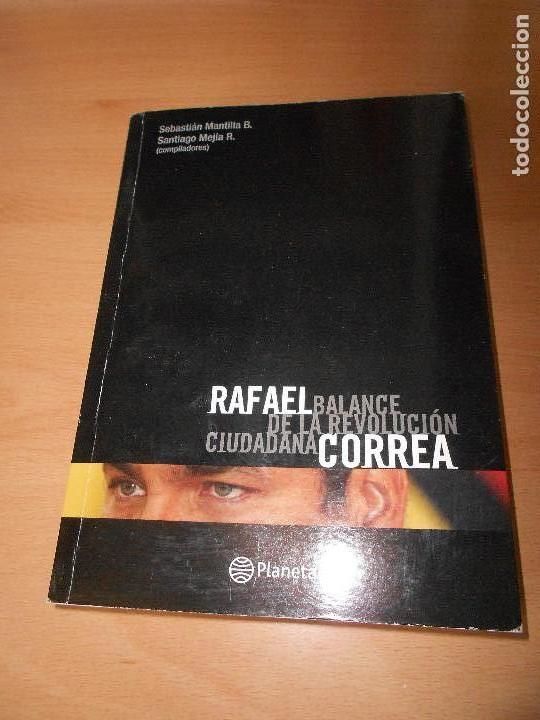 Sebastián Mantilla B.
Santiago Mejía R.
(compiladores)
RAFAEL BALANCE
DE LA REVOLUCIÓN
CIUDADANA CORREA
Planeta
todocoleccion